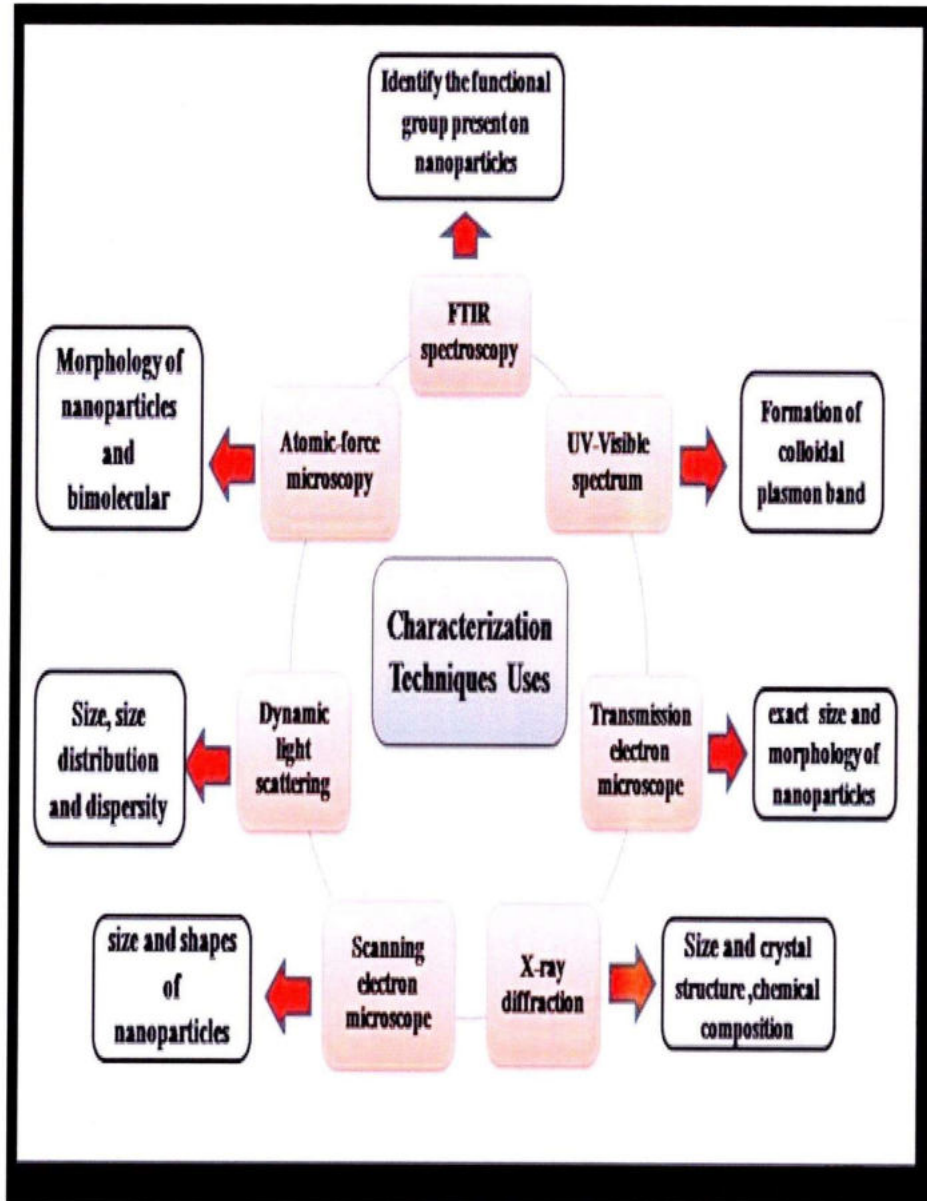 Identify the functional
group present on
nanoparticles
FTIR
spectroscopy
Morphology of
nanoparticles
and
bimolecular
Atomic-force
microscopy
UV-Visible
spectrum
Formation of
colloidal
plasmon band
Characterization
Techniques Uses
Size, size
distribution
and dispersity
Dynamic
light
scattering
Transmission
electron
microscope
exact size and
morphology of
nanoparticles
size and shapes
of
nanoparticles
Scanning
electron
microscope
X-ray
diffraction
Size and crystal
structure ,chemical
composition